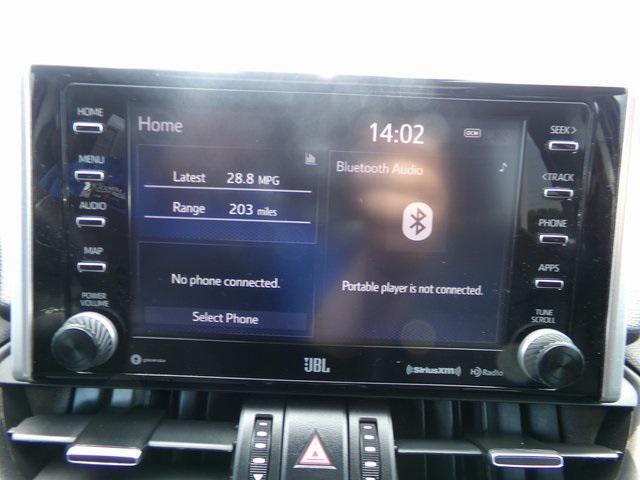 HOME
MENU
AUDIO
MAP
POWER
VOLUME
Home
14:02
DCM
Latest 28.8 MPG
Range 203 miles
No phone connected.
Select Phone
Bluetooth Audio
Portable player is not connected.
SEEK >
< TRACK
PHONE
APPS
TUNE
SCROLL
JBL
((SiriusXM))
HD Radio